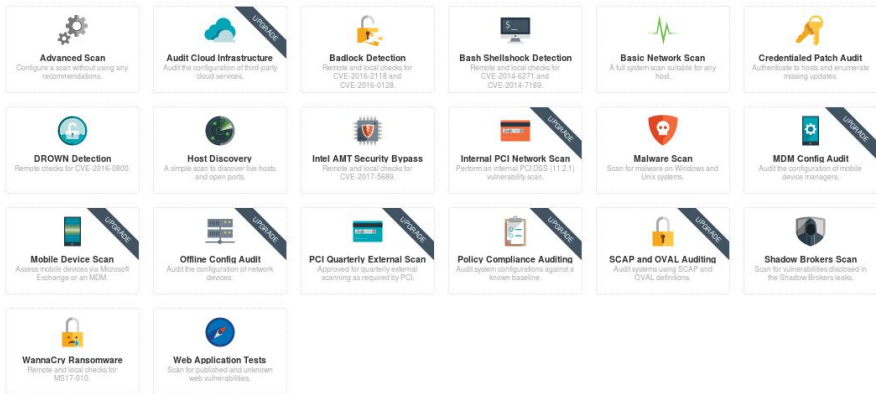 Advanced Scan
Configure a scan without using any
recommendations.
UPGRADE
Audit Cloud Infrastructure
Audit the configuration of third-party
cloud services.
Badlock Detection
Remote and local checks for
CVE-2016-2118 and
CVE-2016-0128.
S_
Bash Shellshock Detection
Remote and local checks for
CVE-2014-6271 and
CVE-2014-7169.
Basic Network Scan
A full system scan suitable for any
host.
Credentialed Patch Audit
Authenticate to hosts and enumerate
missing updates.
DROWN Detection
Remote checks for CVE-2016-0800.
Host Discovery
A simple scan to discover live hosts
and open ports.
Intel AMT Security Bypass
Remote and local checks for
CVE-2017-5689.
UPGRADE
Internal PCI Network Scan
Perform an internal PCI DSS (11.2.1)
vulnerability scan.
Malware Scan
Scan for malware on Windows and
Unix systems.
UPGRADE
MDM Config Audit
Audit the configuration of mobile
device managers.
UPGRADE
Mobile Device Scan
Assess mobile devices via Microsoft
Exchange or an MDM.
UPGRADE
Offline Config Audit
Audit the configuration of network
devices.
UPGRADE
PCI Quarterly External Scan
Approved for quarterly external
scanning as required by PCI.
UPGRADE
Policy Compliance Auditing
Audit system configurations against a
known baseline.
UPGRADE
SCAP and OVAL Auditing
Audit systems using SCAP and
OVAL definitions.
Shadow Brokers Scan
Scan for vulnerabilities disclosed in
the Shadow Brokers leaks.
WannaCry Ransomware
Remote and local checks for
MS17-010.
Web Application Tests
Scan for published and unknown
web vulnerabilities.